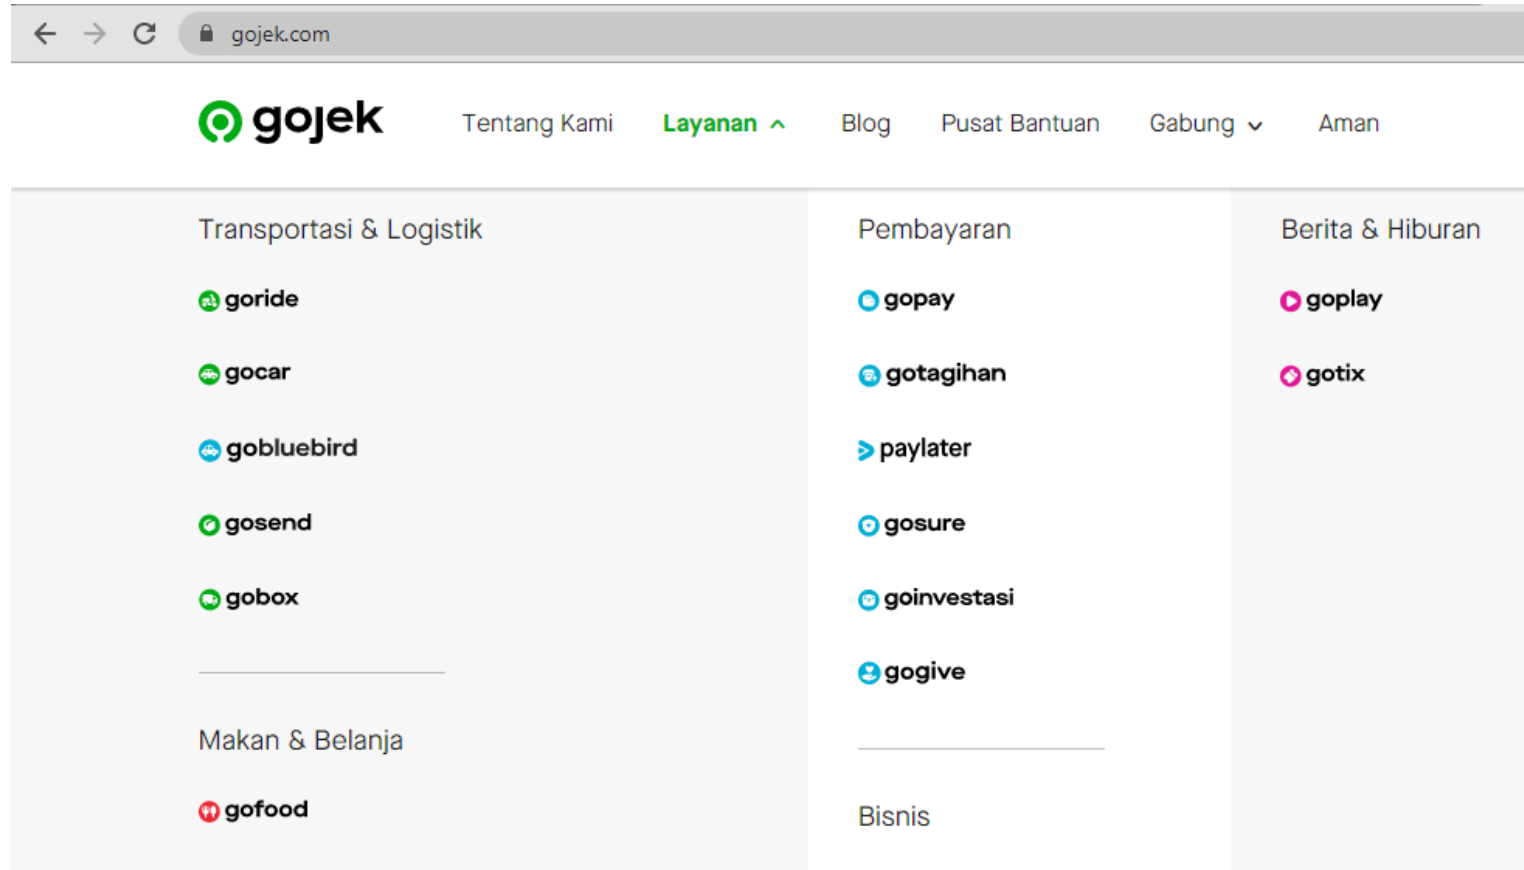 gojek.com
gojek
Tentang Kami
Layanan
Blog
Pusat Bantuan
Gabung
Aman
Transportasi & Logistik
goride
gocar
gobluebird
gosend
gobox
Makan & Belanja
gofood
Pembayaran
gopay
gotagihan
paylater
gosure
goinvestasi
gogive
Bisnis
Berita & Hiburan
goplay
gotix